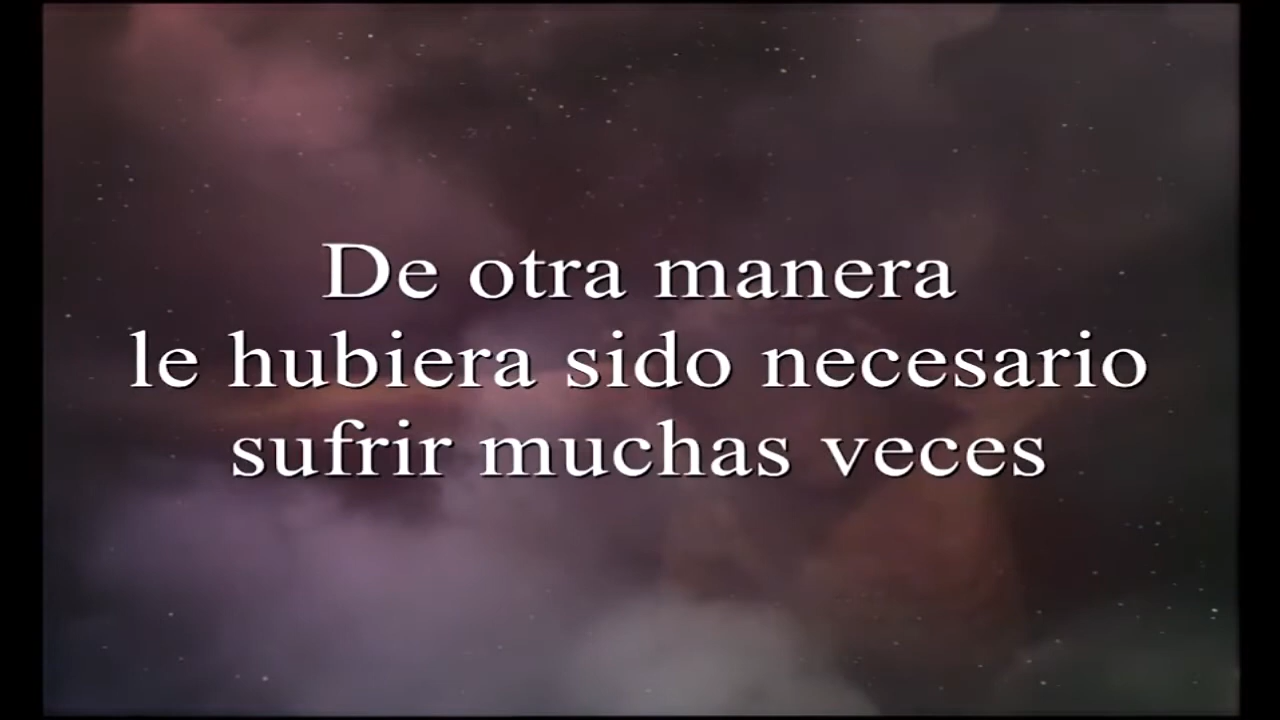 De otra manera
le hubiera sido necesario
sufrir muchas veces